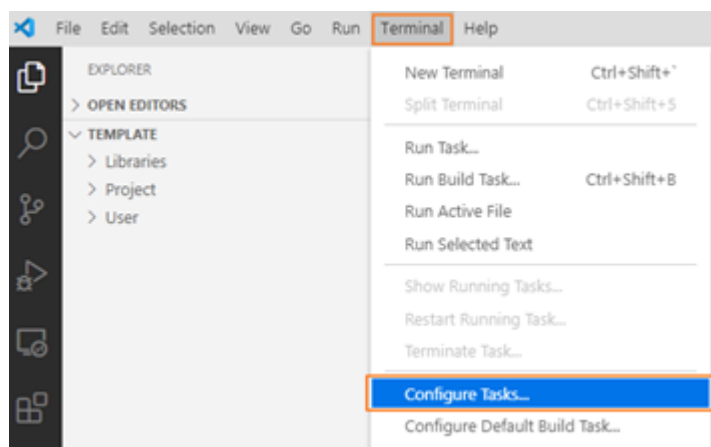 File Edit Selection View Go Run Terminal Help
EXPLORER
> OPEN EDITORS
TEMPLATE
> Libraries
> Project
> User
New Terminal Ctrl+Shift+`
Split Terminal Ctrl+Shift+5
Run Task...
Run Build Task... Ctrl+Shift+B
Run Active File
Run Selected Text
Show Running Tasks...
Restart Running Task...
Terminate Task...
Configure Tasks...
Configure Default Build Task...